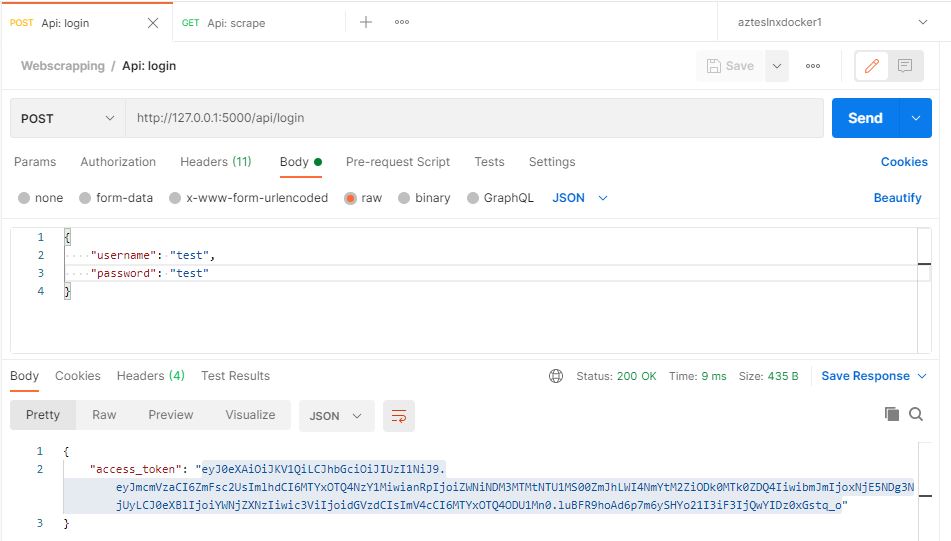 POST Api: login
GET Api: scrape
azteslnxdocker1
Webscrapping / Api: login
Save
POST
http://127.0.0.1:5000/api/login
Send
Params Authorization Headers (11) Body Pre-request Script Tests Settings Cookies
none form-data x-www-form-urlencoded raw binary GraphQL JSON Beautify
1 {
2 "username": "test",
3 "password": "test"
4 }
Body Cookies Headers (4) Test Results Status: 200 OK Time: 9 ms Size: 435 B Save Response
Pretty Raw Preview Visualize JSON
1 {
2 "access_token": "eyJ0eXAiOiJKV1QiLCJhbGciOiJIUzI1NiJ9.
eyJmcmVzaCI6ZmFsc2UsImlhdCI6MTYxOTQ4NzY1MiwianRpIjoiZWNiNDM3MTMtNTU1MS00ZmJhLWI4NmYtM2ZiODk0MTk0ZDQ4IiwibmJmIjoxNjE5NDg3N
jUyLCJ0eXBlIjoiYWNjZXNzIiwic3ViIjoidGVzdCIsImV4cCI6MTYxOTQ4ODU1Mn0.luBFR9hoAd6p7m6ySHYo21I3iF3IjQwYIDz0xGstq_o"
3 }